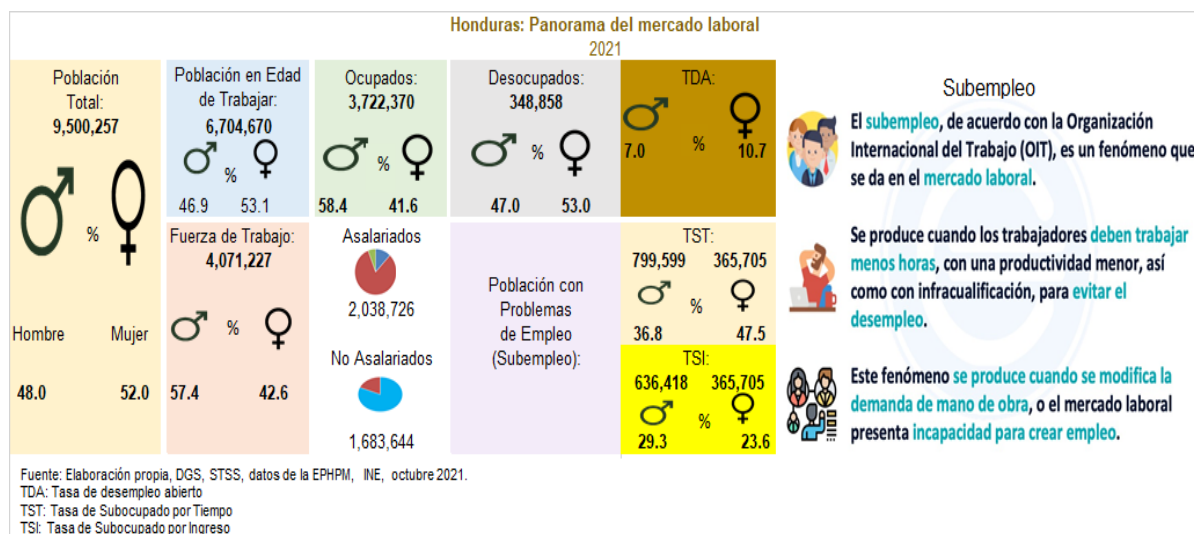 Honduras: Panorama del mercado laboral
2021
Población
Total:
9,500,257
%
Hombre Mujer
48.0 52.0
Población en Edad
de Trabajar:
6,704,670
%
46.9 53.1
Ocupados:
3,722,370
%
58.4 41.6
Desocupados:
348,858
%
47.0 53.0
TDA:
%
7.0 10.7
Fuerza de Trabajo:
4,071,227
%
57.4 42.6
Asalariados
2,038,726
No Asalariados
1,683,644
Población con
Problemas
de Empleo
(Subempleo):
TST:
799,599 365,705
%
36.8 47.5
TSI:
636,418 365,705
%
29.3 23.6
Subempleo
El subempleo, de acuerdo con la Organización
Internacional del Trabajo (OIT), es un fenómeno que
se da en el mercado laboral.
Se produce cuando los trabajadores deben trabajar
menos horas, con una productividad menor, así
como con infracualificación, para evitar el
desempleo.
Este fenómeno se produce cuando se modifica la
demanda de mano de obra, o el mercado laboral
presenta incapacidad para crear empleo.
Fuente: Elaboración propia, DGS, STSS, datos de la EPHPM, INE, octubre 2021.
TDA: Tasa de desempleo abierto
TST: Tasa de Subocupado por Tiempo
TSI: Tasa de Subocupado por Ingreso